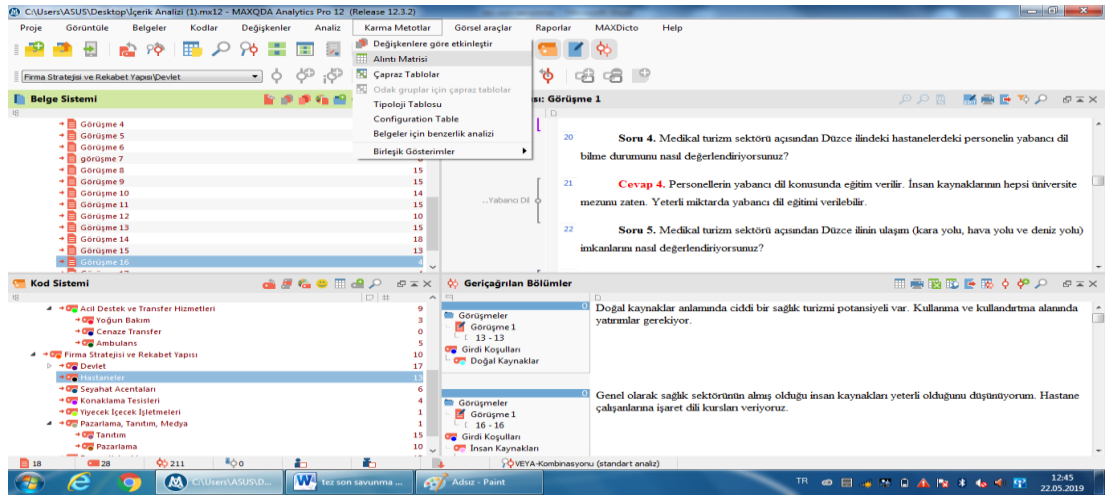 C:\Users\ASUS\Desktop\İçerik Analizi (1).mx12 - MAXQDA Analytics Pro 12 (Release 12.3.2)
Proje Görüntüle Belgeler Kodlar Değişkenler Analiz Karma Metotlar Görsel araçlar Raporlar MAXDicto Help
Değişkenlere göre etkinleştir
Alıntı Matrisi
Çapraz Tablolar
Odak gruplar için çapraz tablolar
Tipoloji Tablosu
Configuration Table
Belgeler için benzerlik analizi
Birleşik Gösterimler
Firma Stratejisi ve Rekabet Yapısı\Devlet
Belge Sistemi
Görüşme 4
Görüşme 5
Görüşme 6
görüşme 7
Görüşme 8 15
Görüşme 9 15
Görüşme 10 14
Görüşme 11 15
Görüşme 12 10
Görüşme 13 15
Görüşme 14 18
Görüşme 15 13
Görüşme 16 4
sı: Görüşme 1
20 Soru 4. Medikal turizm sektörü açısından Düzce ilindeki hastanelerdeki personelin yabancı dil
bilme durumunu nasıl değerlendiriyorsunuz?
..Yabancı Dil
21 Cevap 4. Personellerin yabancı dil konusunda eğitim verilir. İnsan kaynaklarının hepsi üniversite
mezunu zaten. Yeterli miktarda yabancı dil eğitimi verilebilir.
22 Soru 5. Medikal turizm sektörü açısından Düzce ilinin ulaşım (kara yolu, hava yolu ve deniz yolu)
imkanlarını nasıl değerlendiriyorsunuz?
Kod Sistemi
Acil Destek ve Transfer Hizmetleri 9
Yoğun Bakım 3
Cenaze Transfer 0
Ambulans 5
Firma Stratejisi ve Rekabet Yapısı 10
Devlet 17
Hastaneler 13
Seyahat Acentaları 6
Konaklama Tesisleri 4
Yiyecek İçecek İşletmeleri 1
Pazarlama, Tanıtım, Medya 1
Tanıtım 15
Pazarlama 10
Geriçağrılan Bölümler
Görüşmeler
Görüşme 1
13 - 13
Girdi Koşulları
Doğal Kaynaklar
0
Doğal kaynaklar anlamında ciddi bir sağlık turizmi potansiyeli var. Kullanma ve kullandırtma alanında
yatırımlar gerekiyor.
Görüşmeler
Görüşme 1
16 - 16
Girdi Koşulları
İnsan Kaynakları
0
Genel olarak sağlık sektörünün almış olduğu insan kaynakları yeterli olduğunu düşünüyorum. Hastane
çalışanlarına işaret dili kursları veriyoruz.
18 28 211 0 VEYA-Kombinasyonu (standart analiz)
C:\Users\ASUS\D... tez son savunma ... Adsız - Paint TR 12:45
22.05.2019